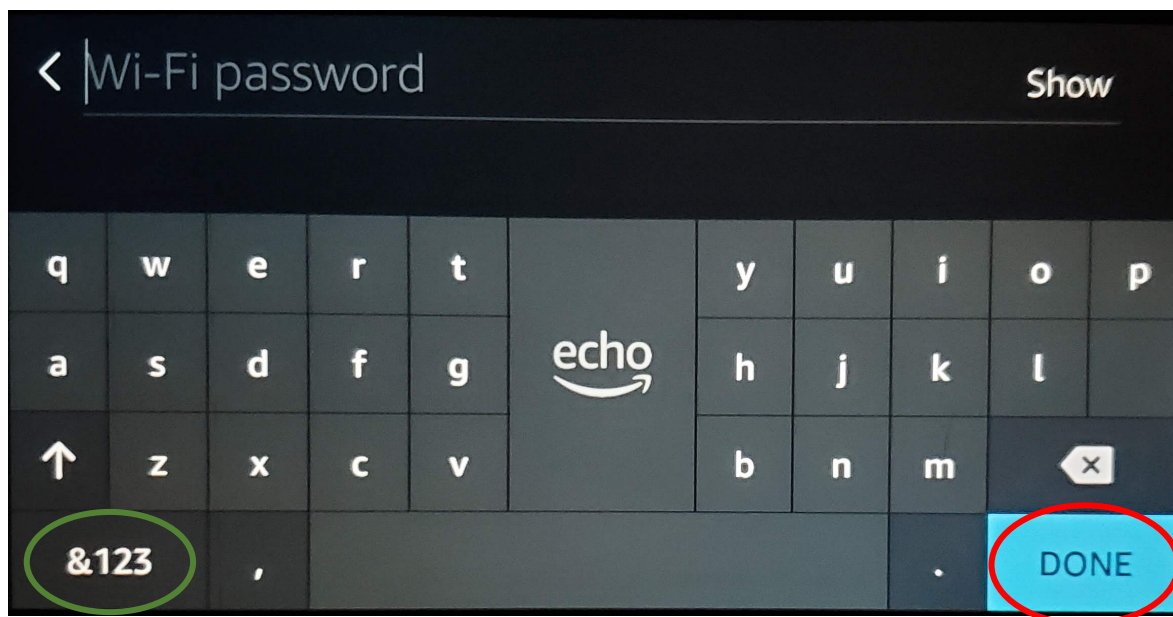 Wi-Fi password
Show
q w e r t y u i o p
a s d f g echo h j k l
z x c v b n m
&123 , . DONE